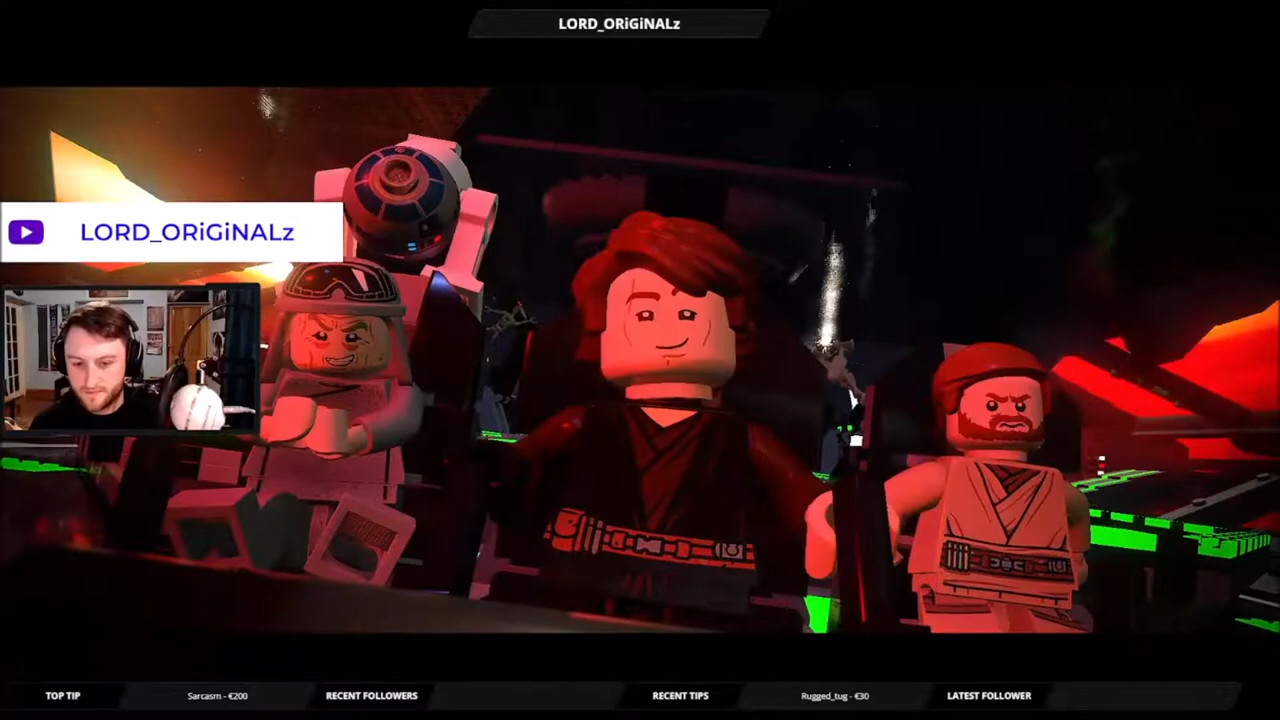 LORD_ORiGiNALz
LORD_ORiGiNALz
TOP TIP
Sarcasm - €200
RECENT FOLLOWERS
RECENT TIPS
Rugged_tug - €30
LATEST FOLLOWER